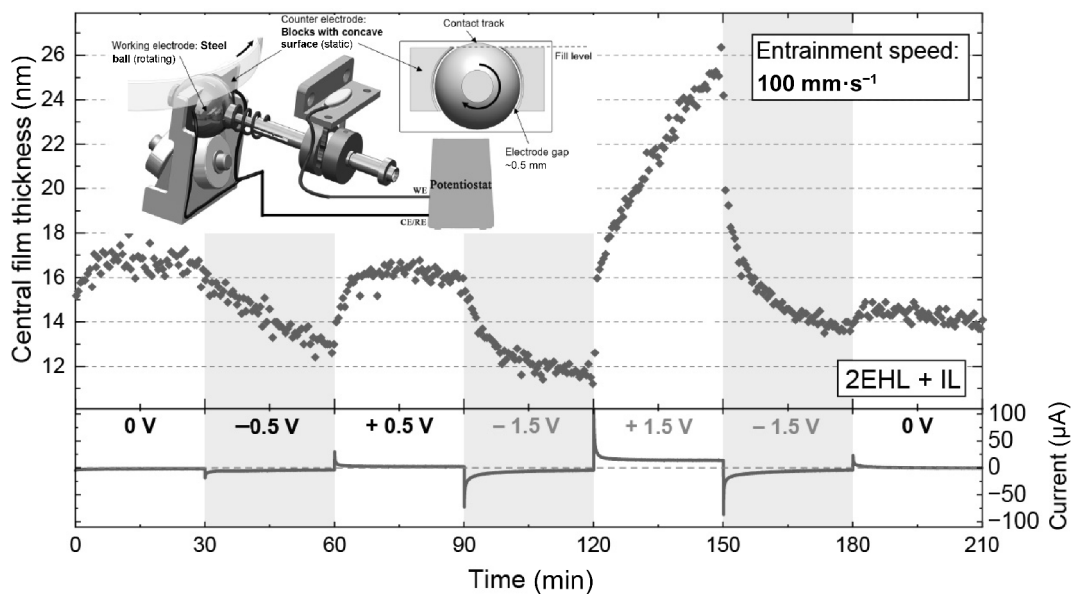 Working electrode: Steel
ball (rotating)
Counter electrode:
Blocks with concave
surface (static)
Contact track
Fill level
Electrode gap
~0.5 mm
WE
Potentiostat
CE/RE
Entrainment speed:
100 mm·s⁻¹
Central film thickness (nm)
26
24
22
20
18
16
14
12
2EHL + IL
0 V
−0.5 V
+ 0.5 V
− 1.5 V
+ 1.5 V
− 1.5 V
0 V
100
50
0
−50
−100
Current (µA)
0
30
60
90
120
150
180
210
Time (min)